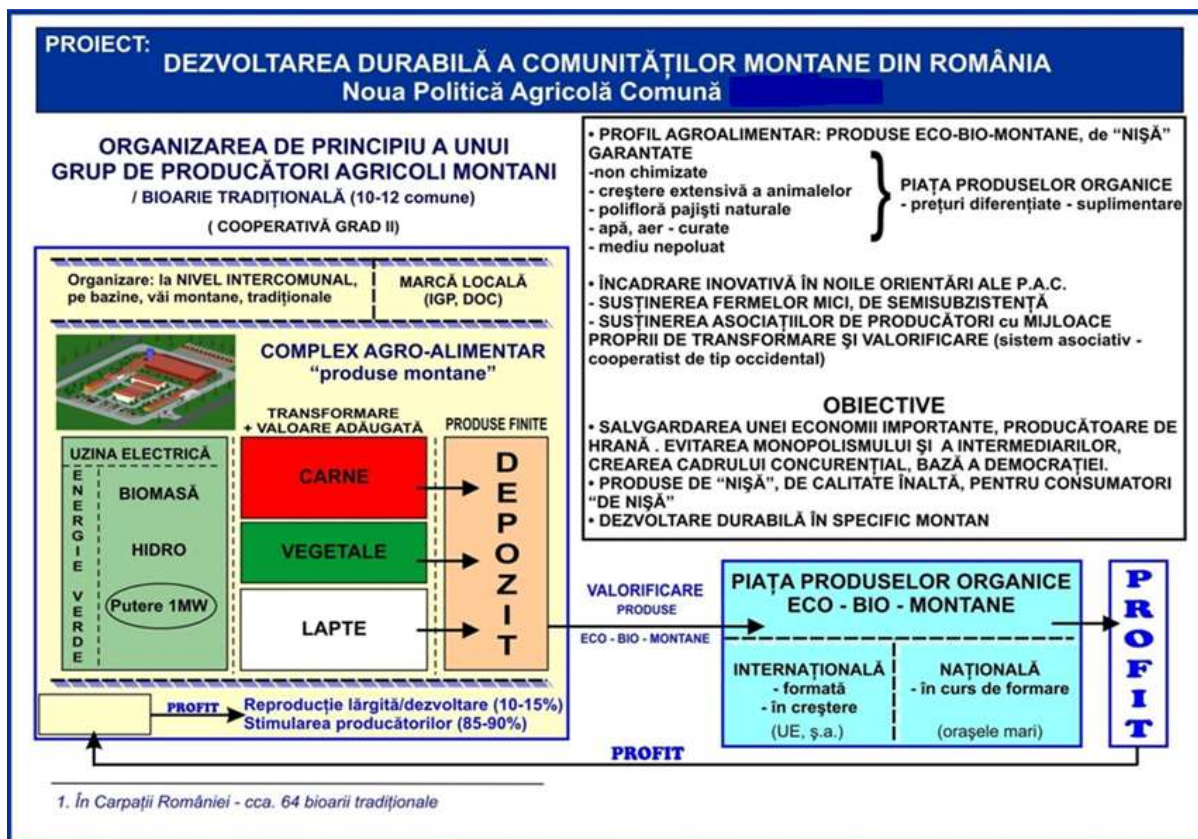 PROIECT:
DEZVOLTAREA DURABILĂ A COMUNITĂȚILOR MONTANE DIN ROMÂNIA
Noua Politică Agricolă Comună
ORGANIZAREA DE PRINCIPIU A UNUI
GRUP DE PRODUCĂTORI AGRICOLI MONTANI
/ BIOARIE TRADIȚIONALĂ (10-12 comune)
( COOPERATIVĂ GRAD II)
Organizare: la NIVEL INTERCOMUNAL,
pe bazine, văi montane, tradiționale
MARCĂ LOCALĂ
(IGP, DOC)
COMPLEX AGRO-ALIMENTAR
“produse montane”
TRANSFORMARE
+ VALOARE ADĂUGATĂ
PRODUSE FINITE
UZINA ELECTRICĂ
ENERGIE VERDE
BIOMASĂ
HIDRO
Putere 1MW
CARNE
VEGETALE
LAPTE
DEPOZIT
PROFIT
Reproducție lărgită/dezvoltare (10-15%)
Stimularea producătorilor (85-90%)
• PROFIL AGROALIMENTAR: PRODUSE ECO-BIO-MONTANE, de “NIŞĂ”
GARANTATE
-non chimizate
- creștere extensivă a animalelor
- polifloră pajiști naturale
- apă, aer - curate
- mediu nepoluat
PIAȚA PRODUSELOR ORGANICE
- prețuri diferențiate - suplimentare
• ÎNCADRARE INOVATIVĂ ÎN NOILE ORIENTĂRI ALE P.A.C.
- SUSȚINEREA FERMELOR MICI, DE SEMISUBZISTENȚĂ
- SUSȚINEREA ASOCIAȚIILOR DE PRODUCĂTORI cu MIJLOACE
PROPRII DE TRANSFORMARE ŞI VALORIFICARE (sistem asociativ -
cooperatist de tip occidental)
OBIECTIVE
• SALVGARDAREA UNEI ECONOMII IMPORTANTE, PRODUCĂTOARE DE
HRANĂ . EVITAREA MONOPOLISMULUI ŞI A INTERMEDIARILOR,
CREAREA CADRULUI CONCURENȚIAL, BAZĂ A DEMOCRAȚIEI.
• PRODUSE DE “NIŞĂ”, DE CALITATE ÎNALTĂ, PENTRU CONSUMATORI
“DE NIŞĂ”
• DEZVOLTARE DURABILĂ ÎN SPECIFIC MONTAN
VALORIFICARE
PRODUSE
ECO - BIO - MONTANE
PIAȚA PRODUSELOR ORGANICE
ECO - BIO - MONTANE
INTERNAȚIONALĂ
- formată
- în creștere
(UE, ş.a.)
NAȚIONALĂ
- în curs de formare
(orașele mari)
PROFIT
PROFIT
1. În Carpații României - cca. 64 bioarii tradiționale